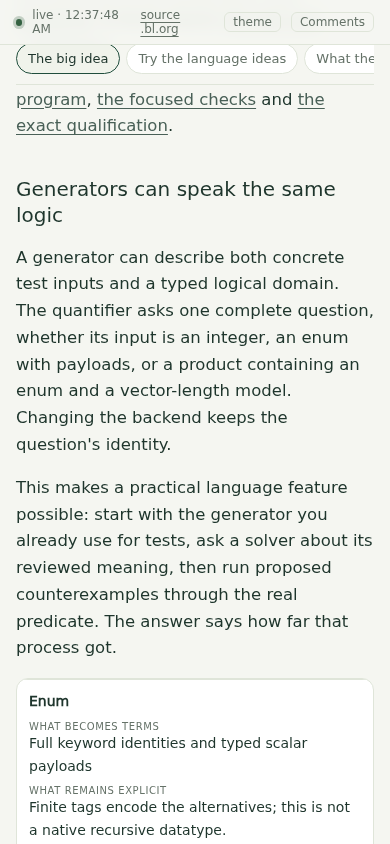 live · 12:37:48 AM
source.bl.org
theme
Comments
The big idea
Try the language ideas
What the
program, the focused checks and the
exact qualification.
Generators can speak the same
logic
A generator can describe both concrete
test inputs and a typed logical domain.
The quantifier asks one complete question,
whether its input is an integer, an enum
with payloads, or a product containing an
enum and a vector-length model.
Changing the backend keeps the
question's identity.
This makes a practical language feature
possible: start with the generator you
already use for tests, ask a solver about its
reviewed meaning, then run proposed
counterexamples through the real
predicate. The answer says how far that
process got.
Enum
WHAT BECOMES TERMS
Full keyword identities and typed scalar
payloads
WHAT REMAINS EXPLICIT
Finite tags encode the alternatives; this is not
a native recursive datatype.